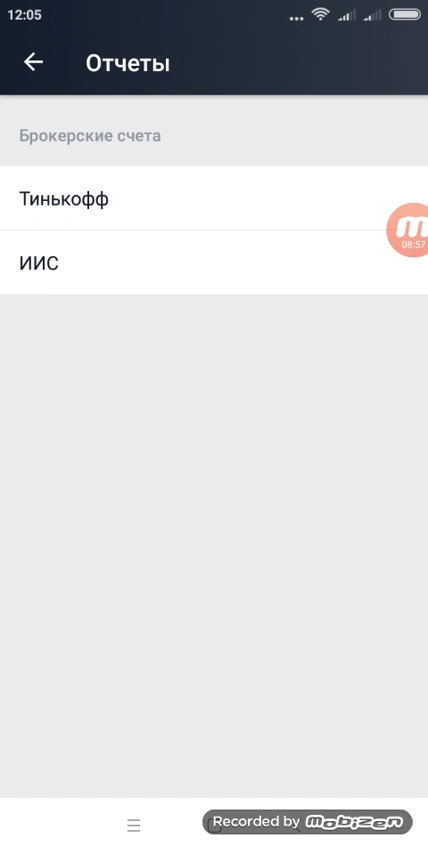 12:05
Отчеты
Брокерские счета
Тинькофф
08:57
ИИС
Recorded by mobizen